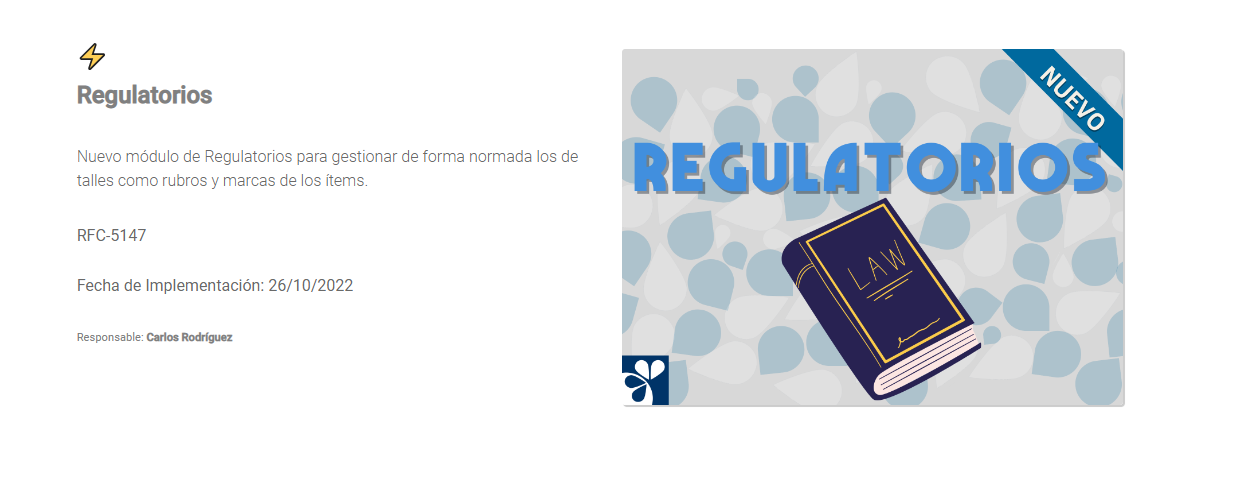 Regulatorios
Nuevo módulo de Regulatorios para gestionar de forma normada los de
talles como rubros y marcas de los ítems.
RFC-5147
Fecha de Implementación: 26/10/2022
Responsable: Carlos Rodríguez
NUEVO
REGULATORIOS
LAW